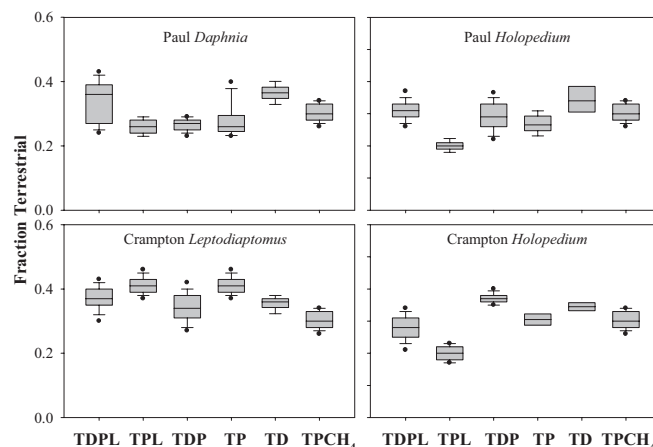 0.6
Paul Daphnia
Paul Holopedium
0.4
0.2
0.0
Fraction Terrestrial
0.6
Crampton Leptodiaptomus
Crampton Holopedium
0.4
0.2
0.0
TDPL TPL TDP TP TD TPCH4 TDPL TPL TDP TP TD TPCH4